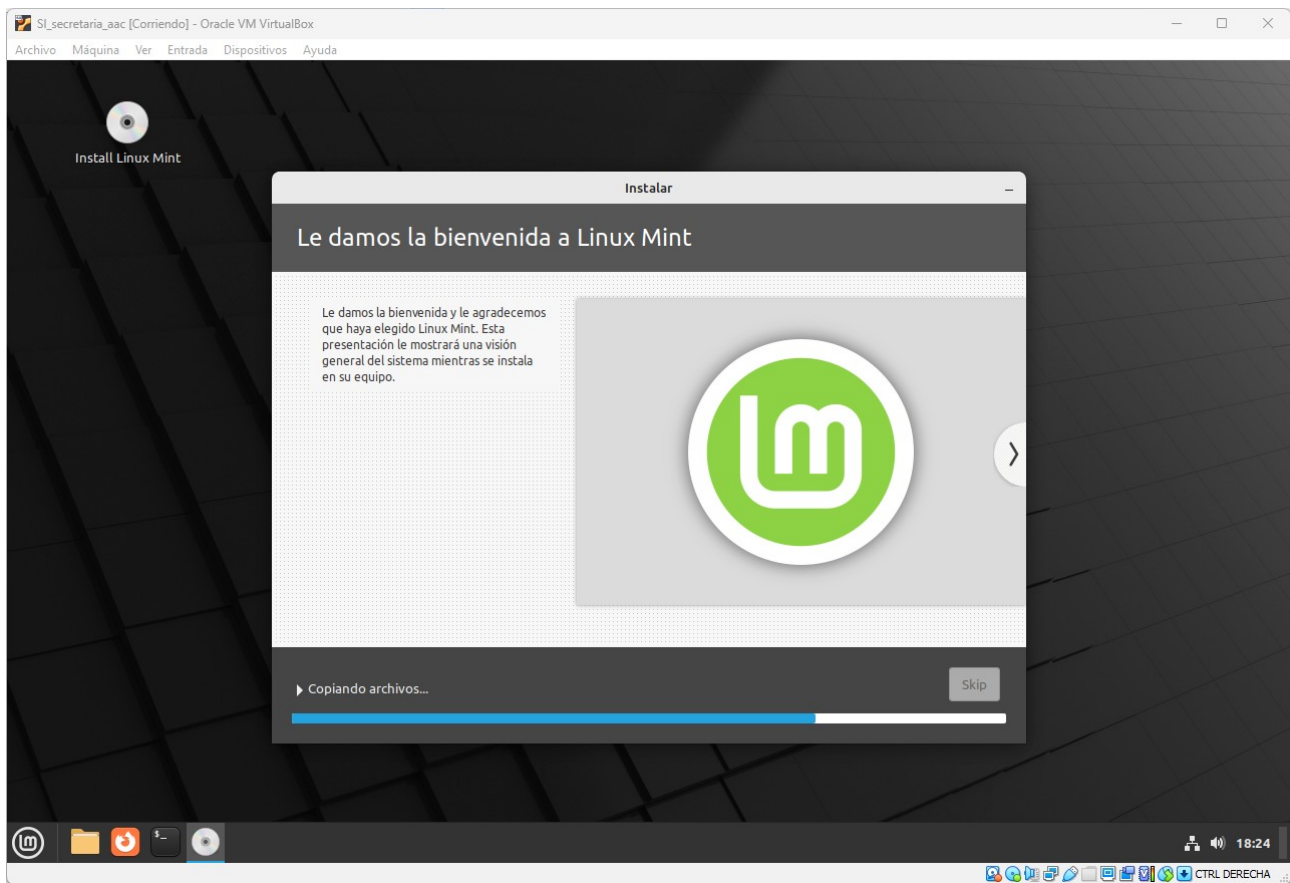 SI_secretaria_aac [Corriendo] - Oracle VM VirtualBox
Archivo Máquina Ver Entrada Dispositivos Ayuda
Install Linux Mint
Instalar
Le damos la bienvenida a Linux Mint
Le damos la bienvenida y le agradecemos
que haya elegido Linux Mint. Esta
presentación le mostrará una visión
general del sistema mientras se instala
en su equipo.
Copiando archivos...
Skip
18:24
CTRL DERECHA